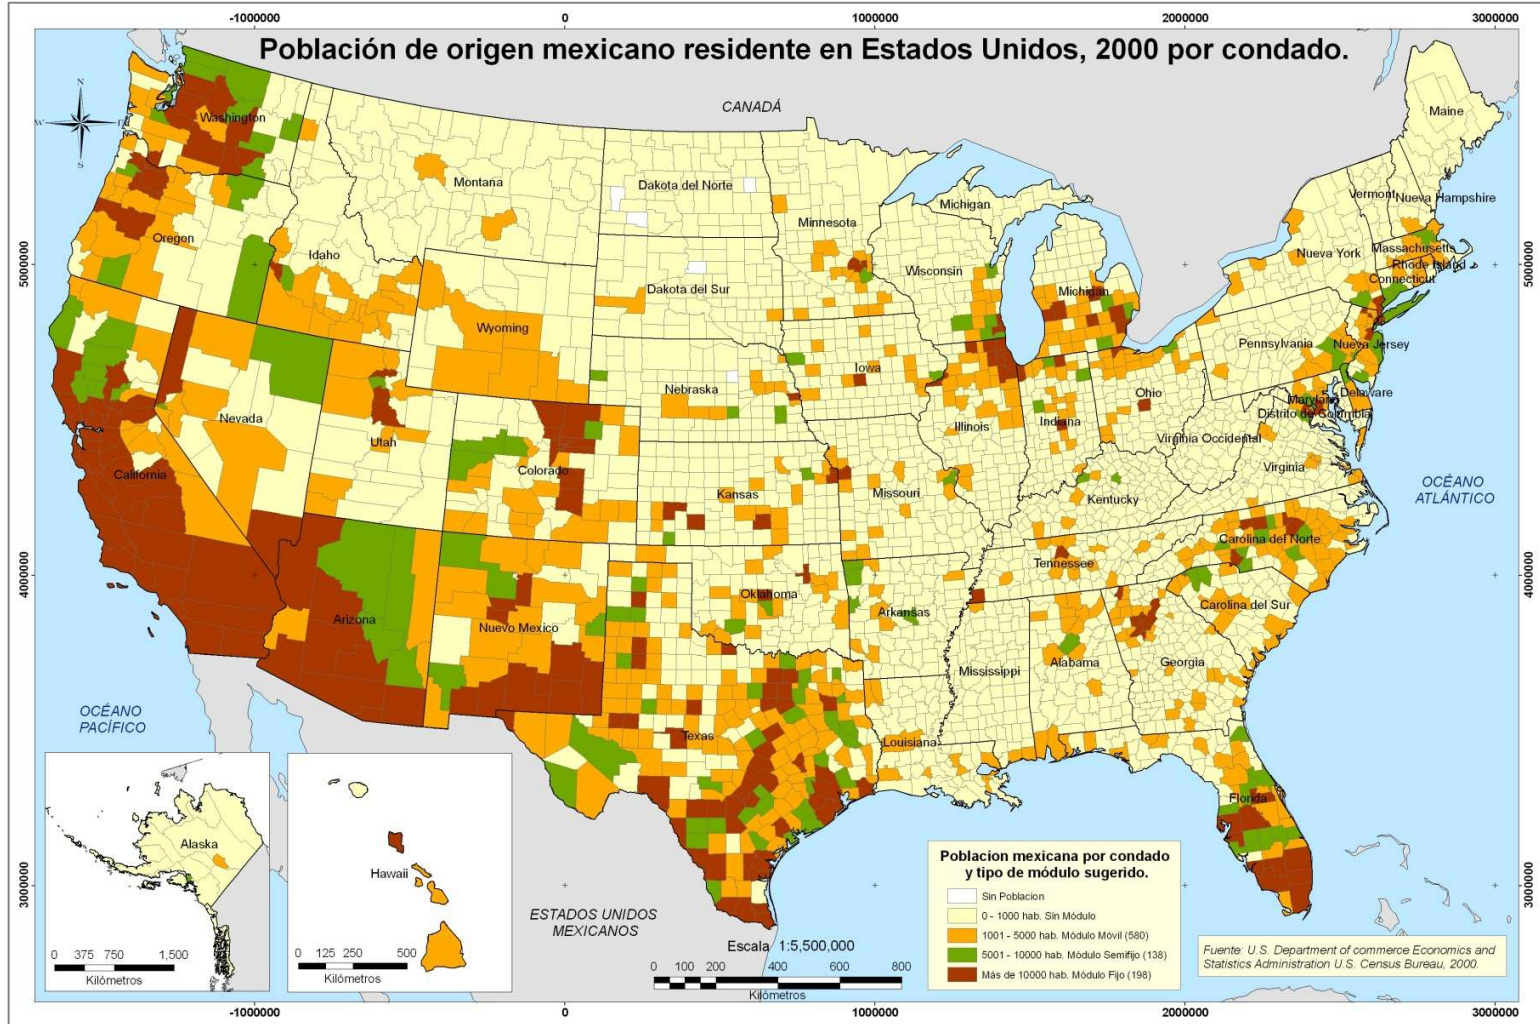 -1000000
0
1000000
2000000
3000000
Población de origen mexicano residente en Estados Unidos, 2000 por condado.
N
W
E
S
CANADÁ
Washington
Maine
Montana
Dakota del Norte
Minnesota
Michigan
Vermont
Nueva Hampshire
Oregon
Idaho
Wisconsin
Nueva York
Massachusetts
Rhode Island
Connecticut
5000000
5000000
Dakota del Sur
Michigan
Wyoming
Pennsylvania
Nueva Jersey
Iowa
Nebraska
Ohio
Delaware
Maryland
Distrito de Columbia
Nevada
Utah
Illinois
Indiana
Virginia Occidental
Virginia
California
Colorado
Kansas
Missouri
Kentucky
OCÉANO
ATLÁNTICO
Carolina del Norte
Tennessee
4000000
4000000
Arizona
Nuevo Mexico
Oklahoma
Arkansas
Carolina del Sur
Mississippi
Alabama
Georgia
OCÉANO
PACÍFICO
Texas
Louisiana
Florida
Alaska
Hawaii
3000000
3000000
ESTADOS UNIDOS
MEXICANOS
0 375 750 1,500
Kilómetros
0 125 250 500
Kilómetros
Escala 1:5,500,000
0 100 200 400 600 800
Kilómetros
Poblacion mexicana por condado
y tipo de módulo sugerido.
Sin Poblacion
0 - 1000 hab. Sin Módulo
1001 - 5000 hab. Módulo Móvil (580)
5001 - 10000 hab. Módulo Semifijo (138)
Màs de 10000 hab. Módulo Fijo (198)
Fuente: U.S. Department of commerce Economics and
Statistics Administration U.S. Census Bureau, 2000.
-1000000
0
1000000
2000000
3000000